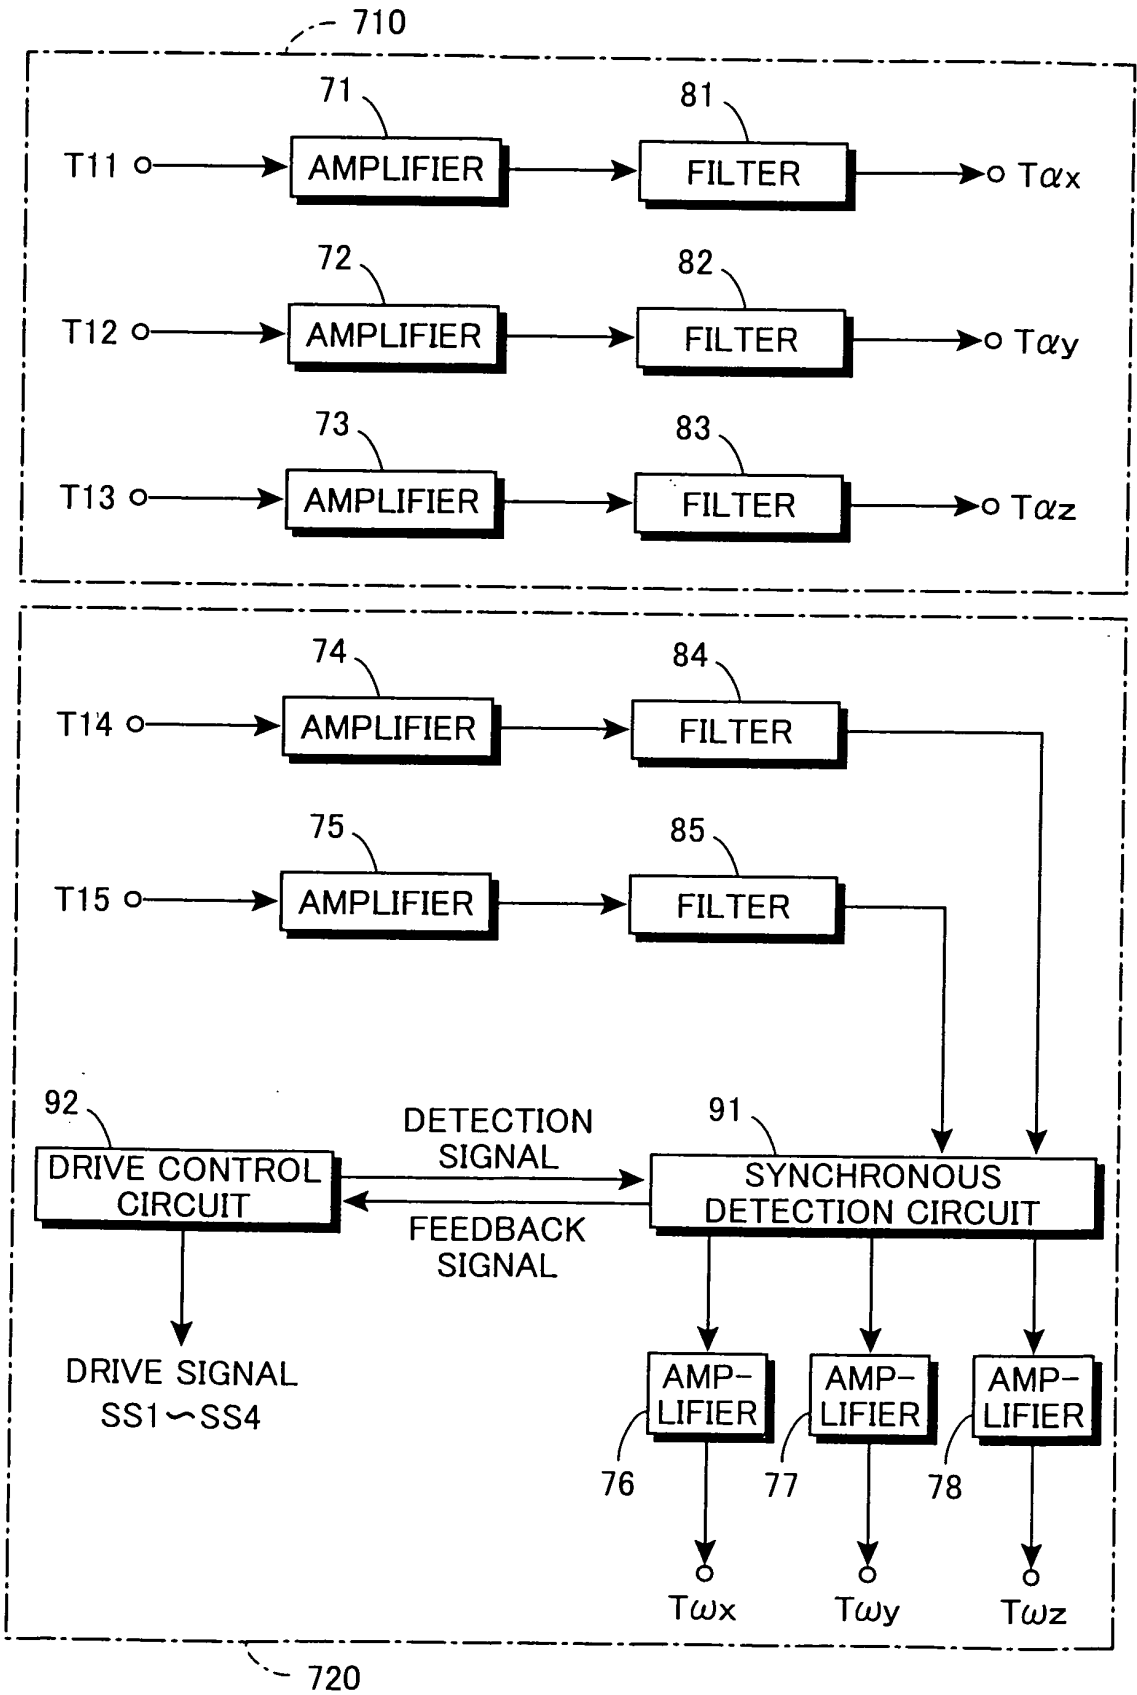 710
71
81
T11
AMPLIFIER
FILTER
Tαx
72
82
T12
AMPLIFIER
FILTER
Tαy
73
83
T13
AMPLIFIER
FILTER
Tαz
74
84
T14
AMPLIFIER
FILTER
75
85
T15
AMPLIFIER
FILTER
92
DRIVE CONTROL
CIRCUIT
DETECTION
SIGNAL
FEEDBACK
SIGNAL
91
SYNCHRONOUS
DETECTION CIRCUIT
DRIVE SIGNAL
SS1∽SS4
AMP-
LIFIER
AMP-
LIFIER
AMP-
LIFIER
76
77
78
Tωx
Tωy
Tωz
720